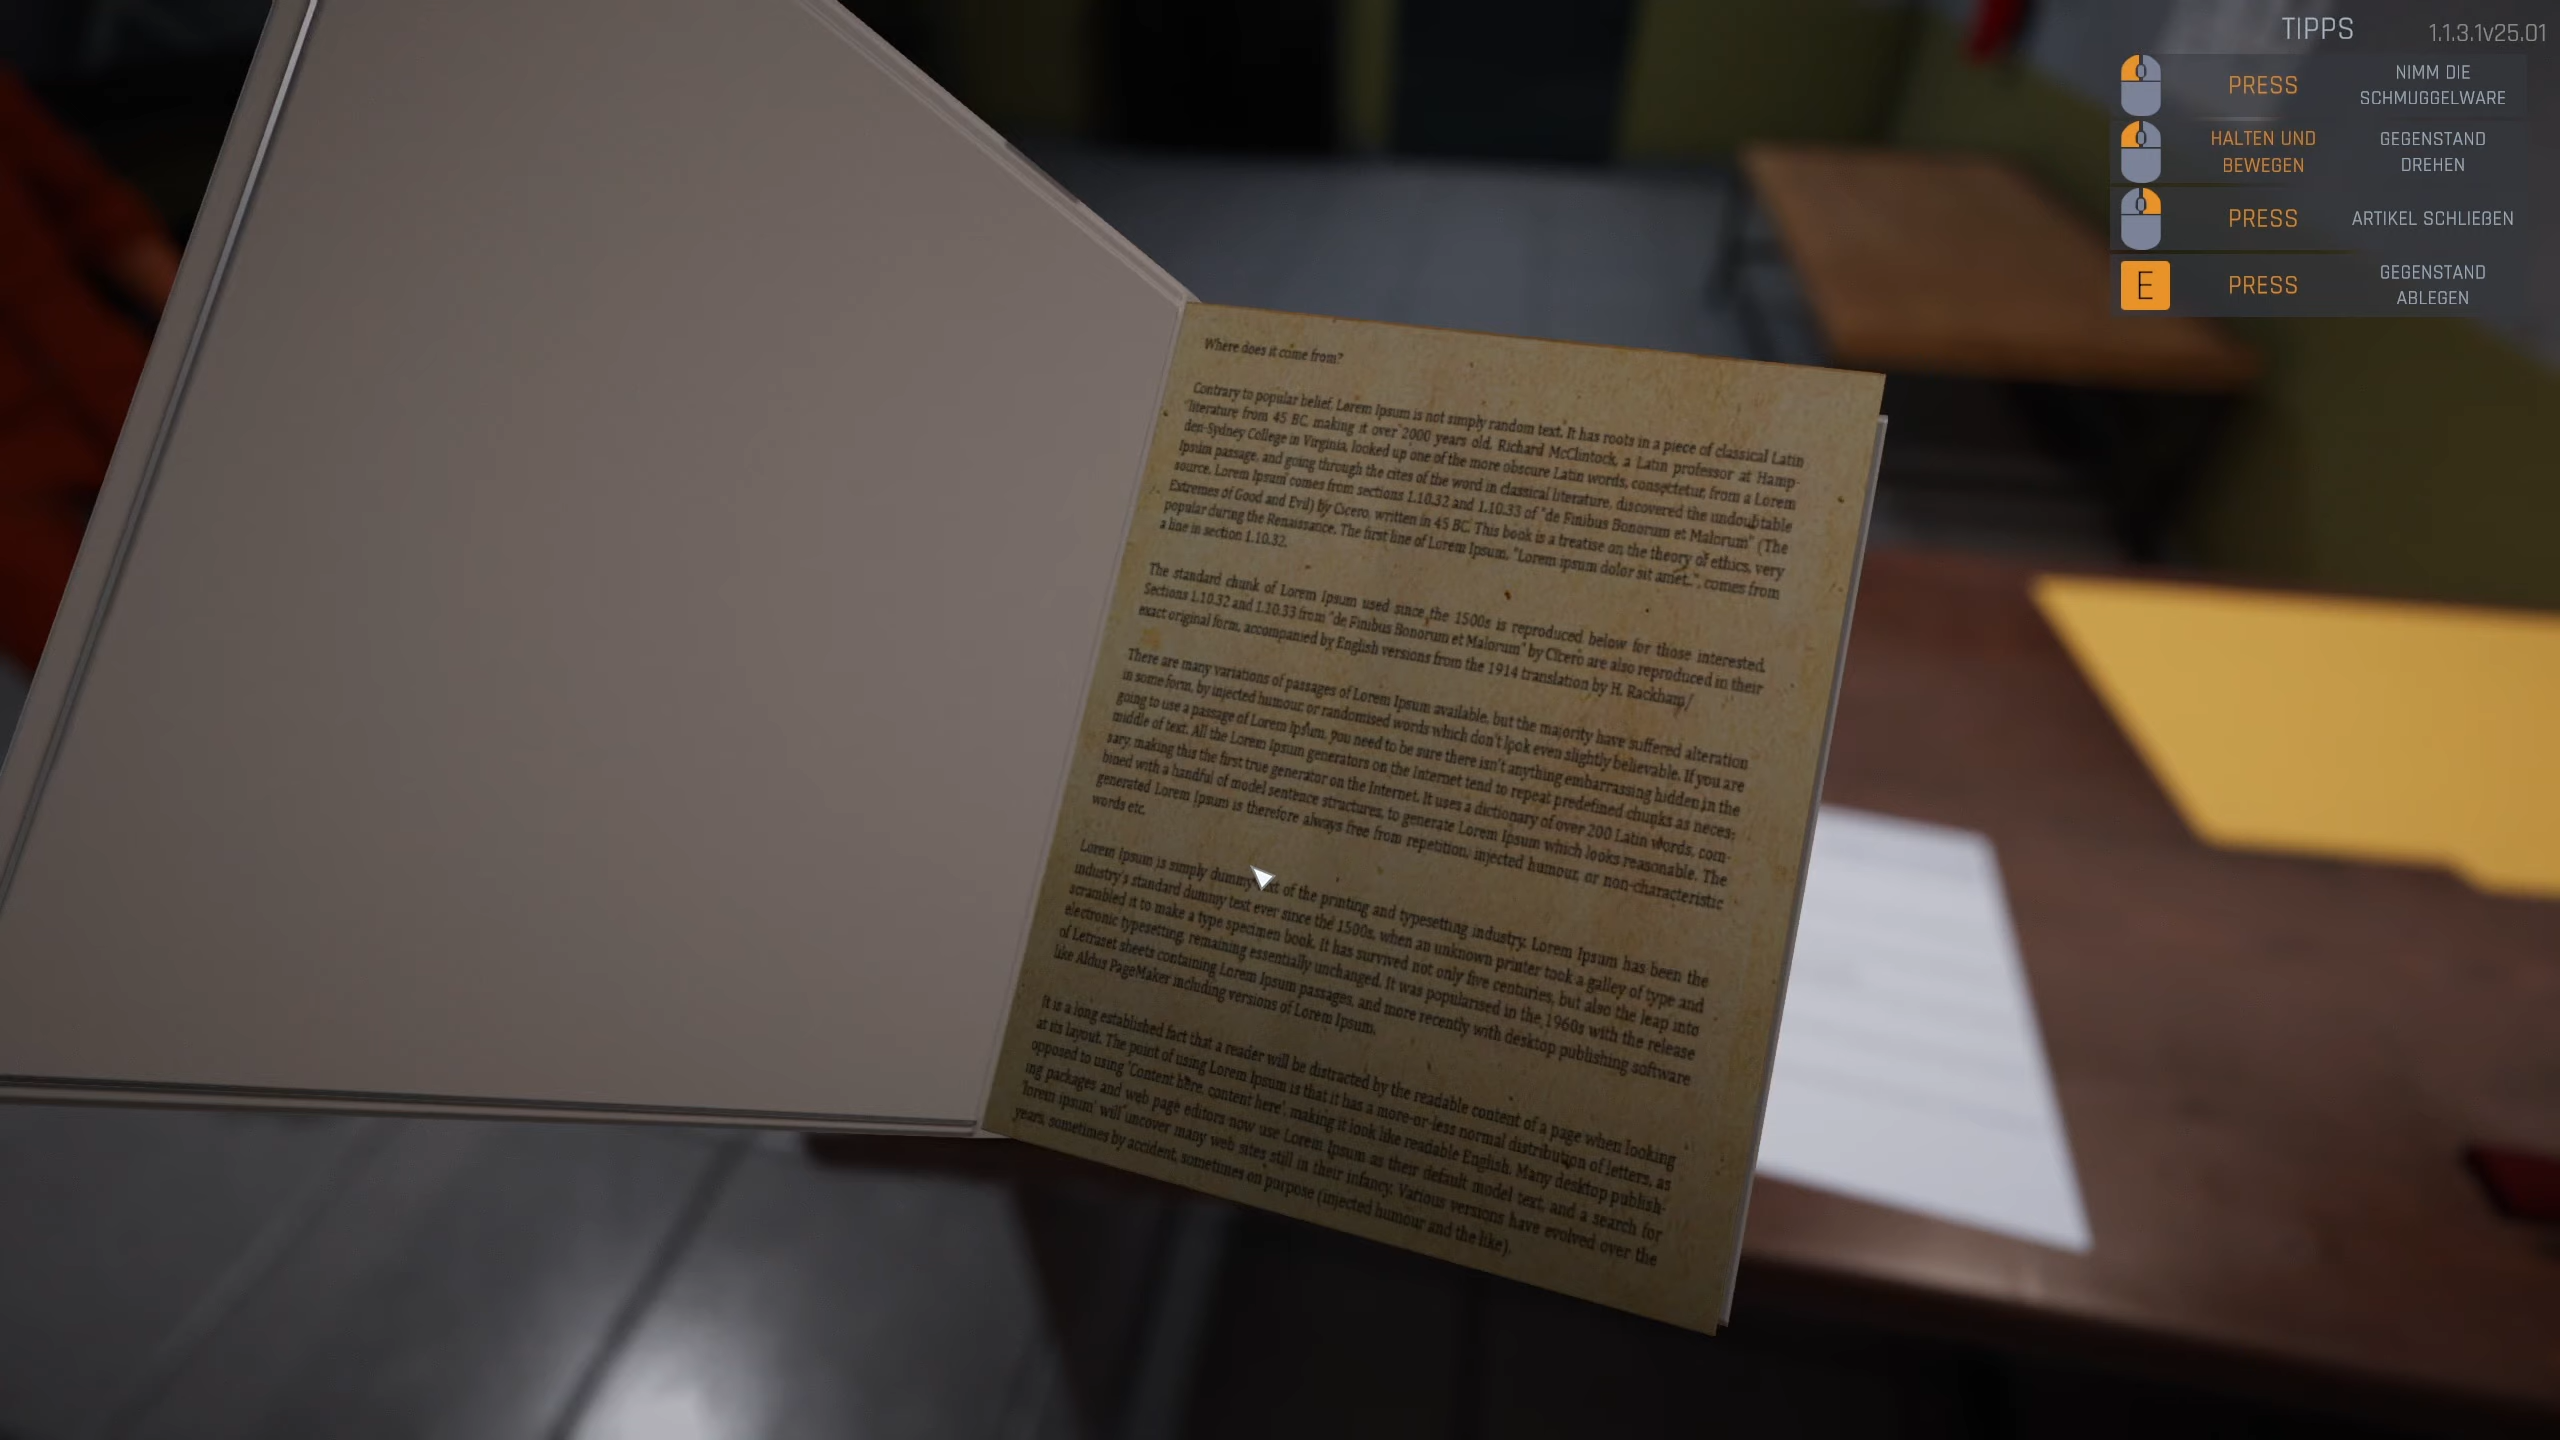 TIPPS
1.1.3.1v25.01
PRESS
NIMM DIE
SCHMUGGELWARE
HALTEN UND
BEWEGEN
GEGENSTAND
DREHEN
PRESS
ARTIKEL SCHLIEẞEN
E
PRESS
GEGENSTAND
ABLEGEN
Where does it come from?
Contrary to popular belief, Lorem Ipsum is not simply random text. It has roots in a piece of classical Latin
literature from 45 BC, making it over 2000 years old. Richard McClintock, a Latin professor at Hamp-
den-Sydney College in Virginia, looked up one of the more obscure Latin words, consectetur, from a Lorem
Ipsum passage, and going through the cites of the word in classical literature, discovered the undoubtable
source. Lorem Ipsum comes from sections 1.10.32 and 1.10.33 of "de Finibus Bonorum et Malorum" (The
Extremes of Good and Evil) by Cicero, written in 45 BC. This book is a treatise on the theory of ethics, very
popular during the Renaissance. The first line of Lorem Ipsum, "Lorem ipsum dolor sit amet..", comes from
a line in section 1.10.32.
The standard chunk of Lorem Ipsum used since the 1500s is reproduced below for those interested.
Sections 1.10.32 and 1.10.33 from "de Finibus Bonorum et Malorum" by Cicero are also reproduced in their
exact original form, accompanied by English versions from the 1914 translation by H. Rackham/
There are many variations of passages of Lorem Ipsum available, but the majority have suffered alteration
in some form, by injected humour, or randomised words which don't look even slightly believable. If you are
going to use a passage of Lorem Ipsum, you need to be sure there isn't anything embarrassing hidden in the
middle of text. All the Lorem Ipsum generators on the Internet tend to repeat predefined chunks as neces-
sary, making this the first true generator on the Internet. It uses a dictionary of over 200 Latin words, com-
bined with a handful of model sentence structures, to generate Lorem Ipsum which looks reasonable. The
generated Lorem Ipsum is therefore always free from repetition, injected humour, or non-characteristic
words etc.
Lorem Ipsum is simply dummy text of the printing and typesetting industry. Lorem Ipsum has been the
industry's standard dummy text ever since the 1500s, when an unknown printer took a galley of type and
scrambled it to make a type specimen book. It has survived not only five centuries, but also the leap into
electronic typesetting, remaining essentially unchanged. It was popularised in the 1960s with the release
of Letraset sheets containing Lorem Ipsum passages, and more recently with desktop publishing software
like Aldus PageMaker including versions of Lorem Ipsum.
It is a long established fact that a reader will be distracted by the readable content of a page when looking
at its layout. The point of using Lorem Ipsum is that it has a more-or-less normal distribution of letters, as
opposed to using 'Content here, content here', making it look like readable English. Many desktop publish-
ing packages and web page editors now use Lorem Ipsum as their default model text, and a search for
'lorem ipsum' will uncover many web sites still in their infancy. Various versions have evolved over the
years, sometimes by accident, sometimes on purpose (injected humour and the like).